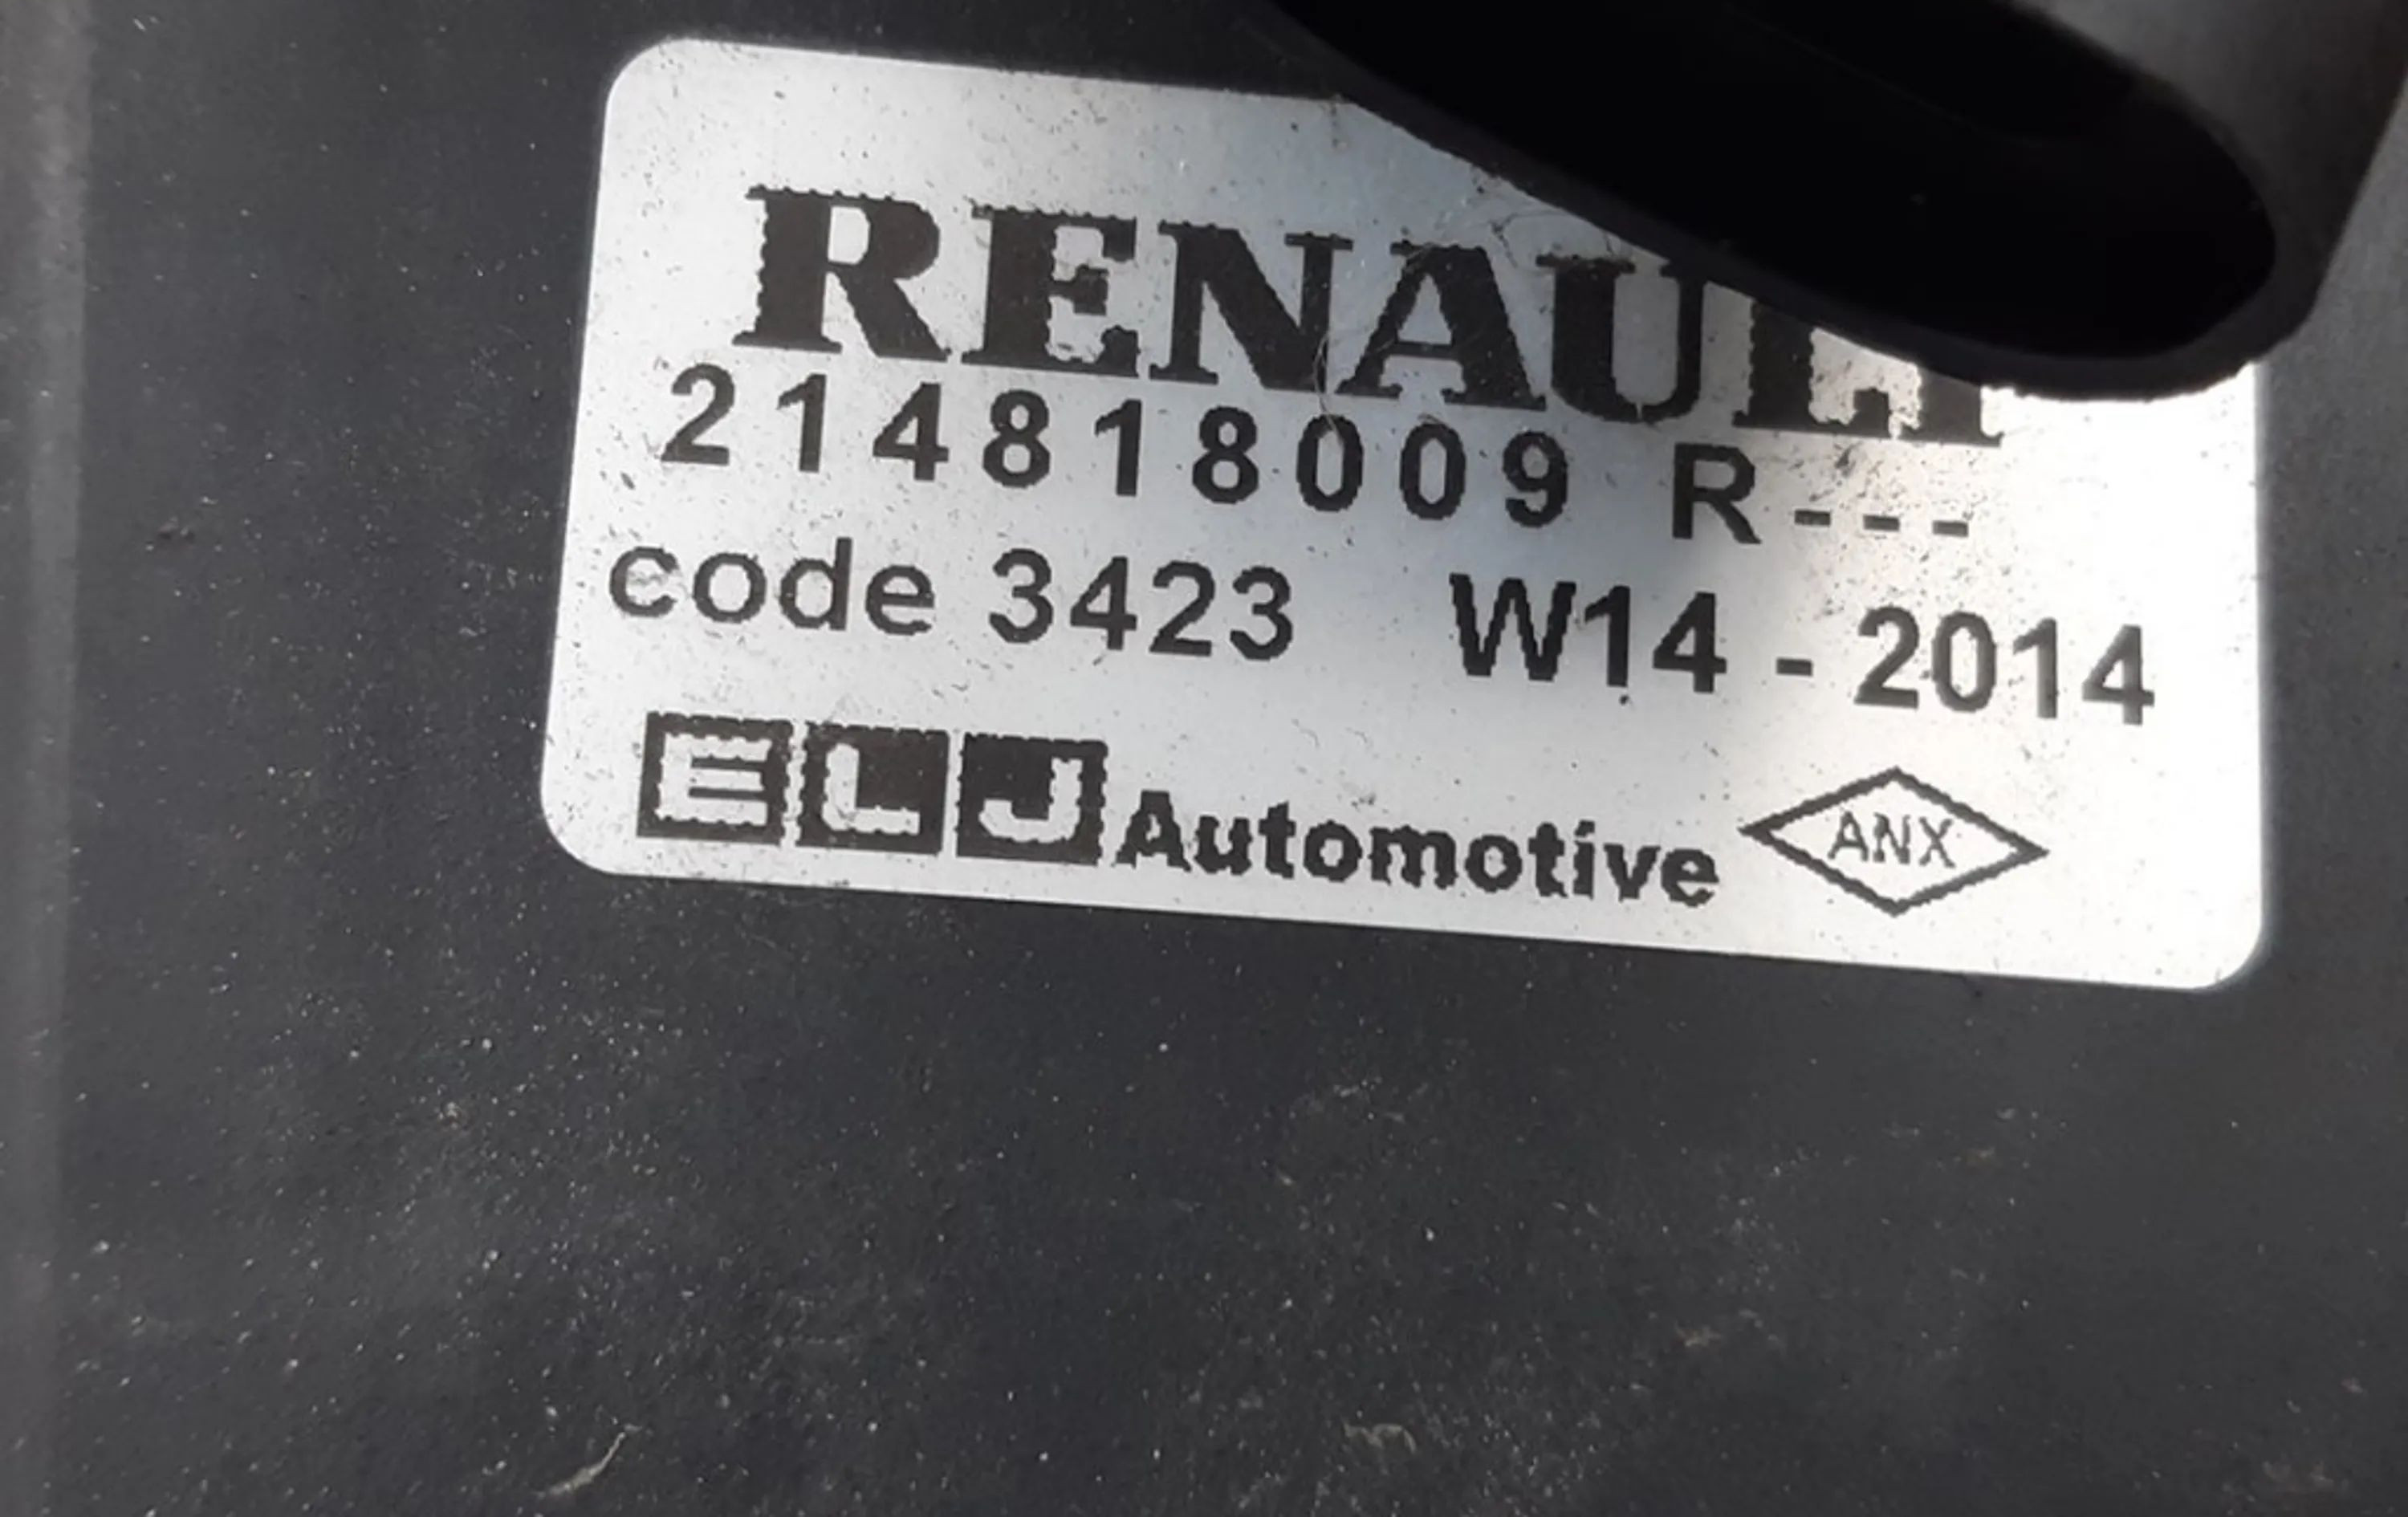 RENAULT
214818009 R---
code 3423 W14 - 2014
ELJ Automotive ANX